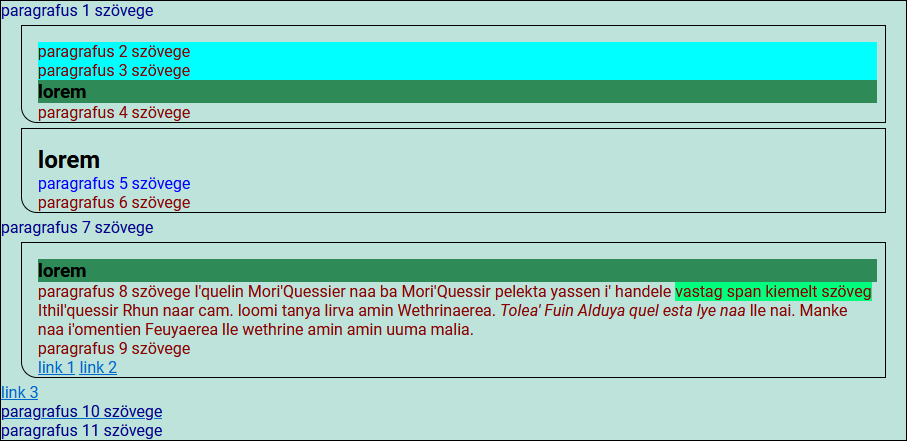 paragrafus 1 szövege
paragrafus 2 szövege
paragrafus 3 szövege
lorem
paragrafus 4 szövege
lorem
paragrafus 5 szövege
paragrafus 6 szövege
paragrafus 7 szövege
lorem
paragrafus 8 szövege I'quelin Mori'Quessier naa ba Mori'Quessir pelekta yassen i' handele vastag span kiemelt szöveg
Ithil'quessir Rhun naar cam. Ioomi tanya lirva amin Wethrinaerea. Tolea' Fuin Alduya quel esta lye naa lle nai. Manke
naa i'omentien Feuyaerea lle wethrine amin amin uuma malia.
paragrafus 9 szövege
link 1 link 2
link 3
paragrafus 10 szövege
paragrafus 11 szövege